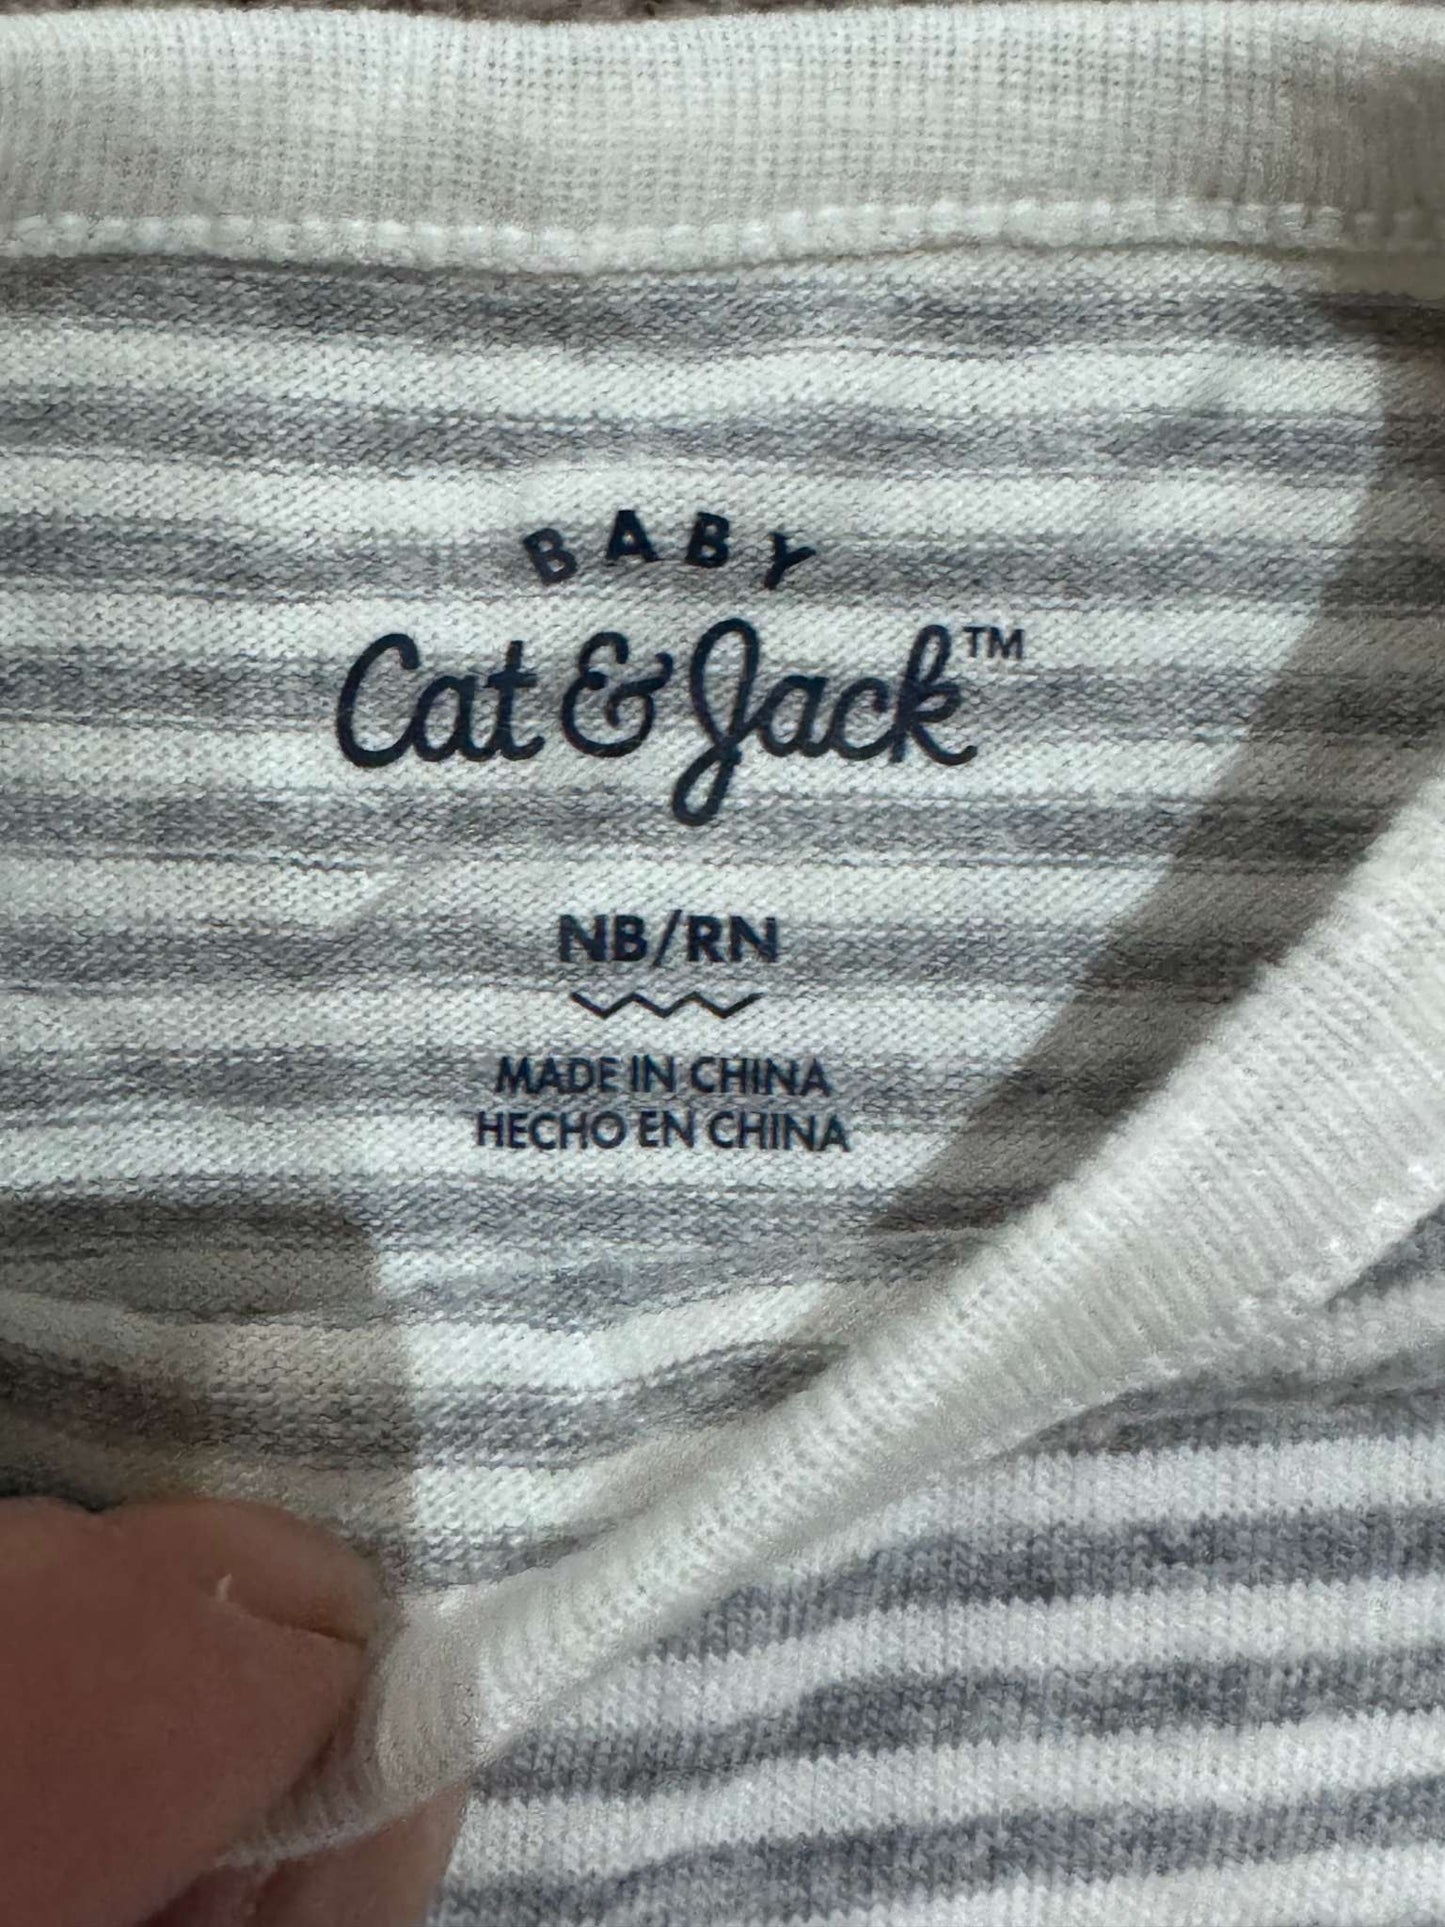 BABY
Cat & Jack™
NB/RN
MADE IN CHINA
HECHO EN CHINA